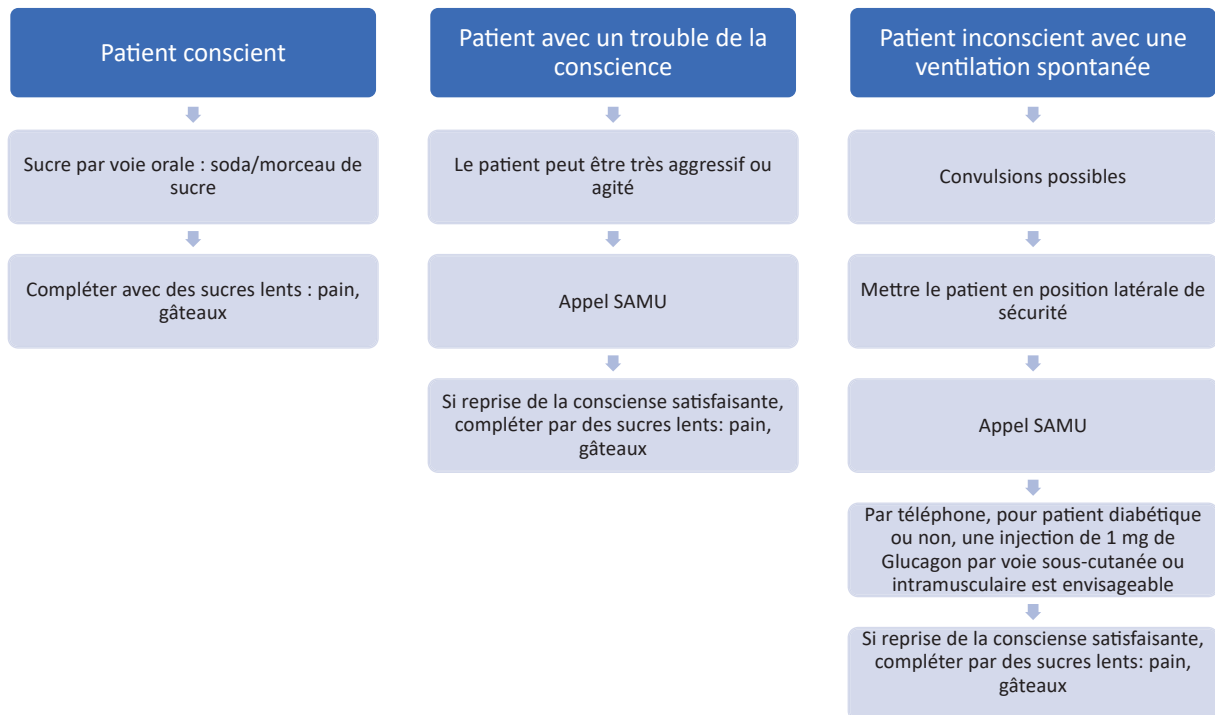 Patient conscient
Sucre par voie orale : soda/morceau de
sucre
Compléter avec des sucres lents : pain,
gâteaux
Patient avec un trouble de la
conscience
Le patient peut être très aggressif ou
agité
Appel SAMU
Si reprise de la consciense satisfaisante,
compléter par des sucres lents: pain,
gâteaux
Patient inconscient avec une
ventilation spontanée
Convulsions possibles
Mettre le patient en position latérale de
sécurité
Appel SAMU
Par téléphone, pour patient diabétique
ou non, une injection de 1 mg de
Glucagon par voie sous-cutanée ou
intramusculaire est envisageable
Si reprise de la consciense satisfaisante,
compléter par des sucres lents: pain,
gâteaux